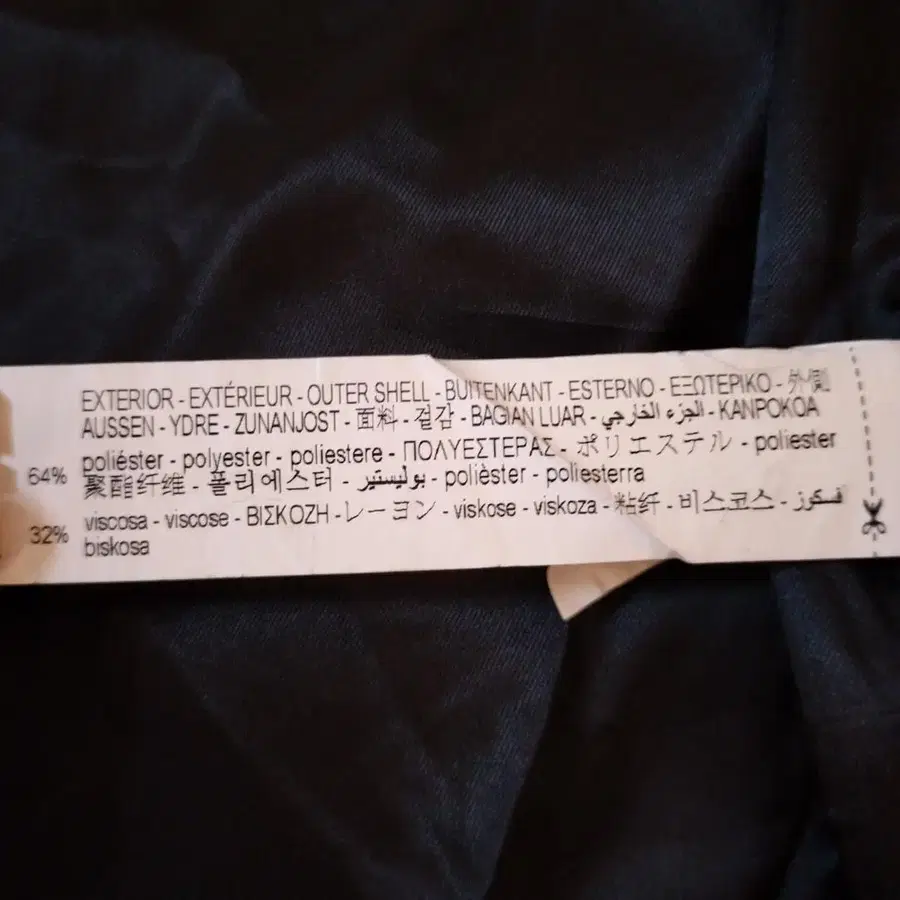 EXTERIOR - EXTÉRIEUR - OUTER SHELL - BUITENKANT - ESTERNO - ΕΞΩΤΕΡΙΚΟ - 外側
AUSSEN - YDRE - ZUNANJOST - 面料 - 겉감 - BAGIAN LUAR - الجزء الخارجي - KANPOKOA
64% poliéster - polyester - poliestere - ΠΟΛΥΕΣΤΕΡΑΣ - ポリエステル - poliester
聚酯纤维 - 폴리에스터 - بوليستير - polièster - poliesterra
32% viscosa - viscose - ΒΙΣΚΟΖΗ - レーヨン - viskose - viskoza - 粘纤 - 비스코스 - فسكوز
biskosa